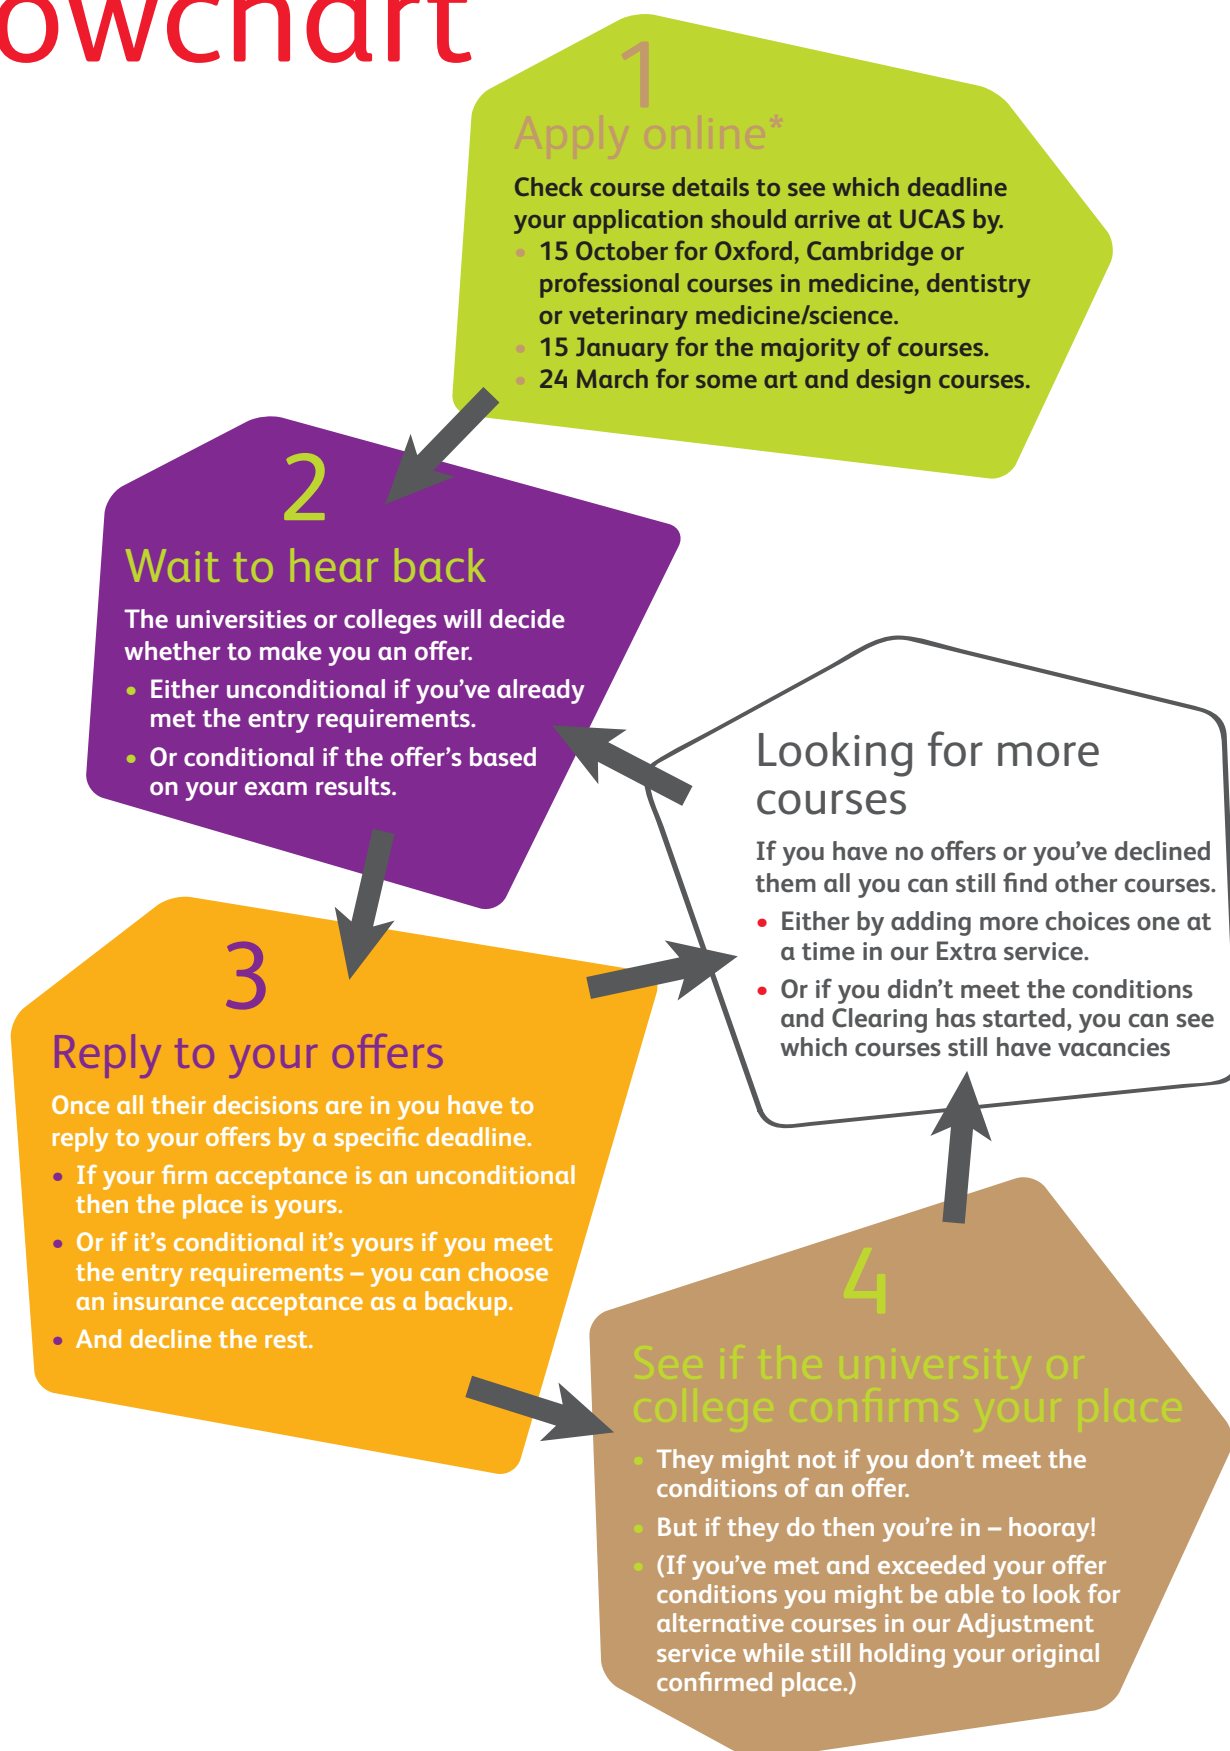 owchart
1
Apply online*
Check course details to see which deadline
your application should arrive at UCAS by.
• 15 October for Oxford, Cambridge or
professional courses in medicine, dentistry
or veterinary medicine/science.
• 15 January for the majority of courses.
• 24 March for some art and design courses.
2
Wait to hear back
The universities or colleges will decide
whether to make you an offer.
• Either unconditional if you’ve already
met the entry requirements.
• Or conditional if the offer’s based
on your exam results.
Looking for more
courses
If you have no offers or you’ve declined
them all you can still find other courses.
• Either by adding more choices one at
a time in our Extra service.
• Or if you didn’t meet the conditions
and Clearing has started, you can see
which courses still have vacancies
3
Reply to your offers
Once all their decisions are in you have to
reply to your offers by a specific deadline.
• If your firm acceptance is an unconditional
then the place is yours.
• Or if it’s conditional it’s yours if you meet
the entry requirements – you can choose
an insurance acceptance as a backup.
• And decline the rest.
4
See if the university or
college confirms your place
• They might not if you don’t meet the
conditions of an offer.
• But if they do then you’re in – hooray!
• (If you’ve met and exceeded your offer
conditions you might be able to look for
alternative courses in our Adjustment
service while still holding your original
confirmed place.)